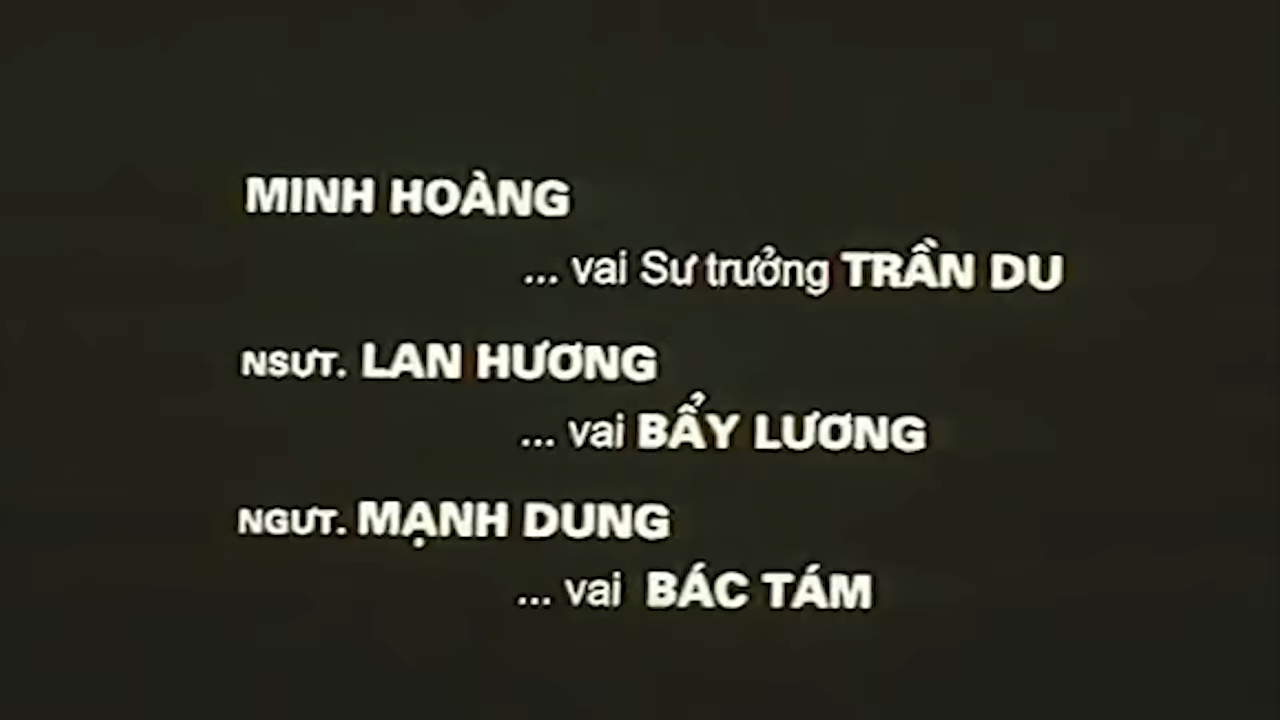 MINH HOÀNG
... vai Sư trưởng TRẦN DU
NSƯT. LAN HƯƠNG
... vai BẨY LƯƠNG
NGƯT. MẠNH DUNG
... vai BÁC TÁM